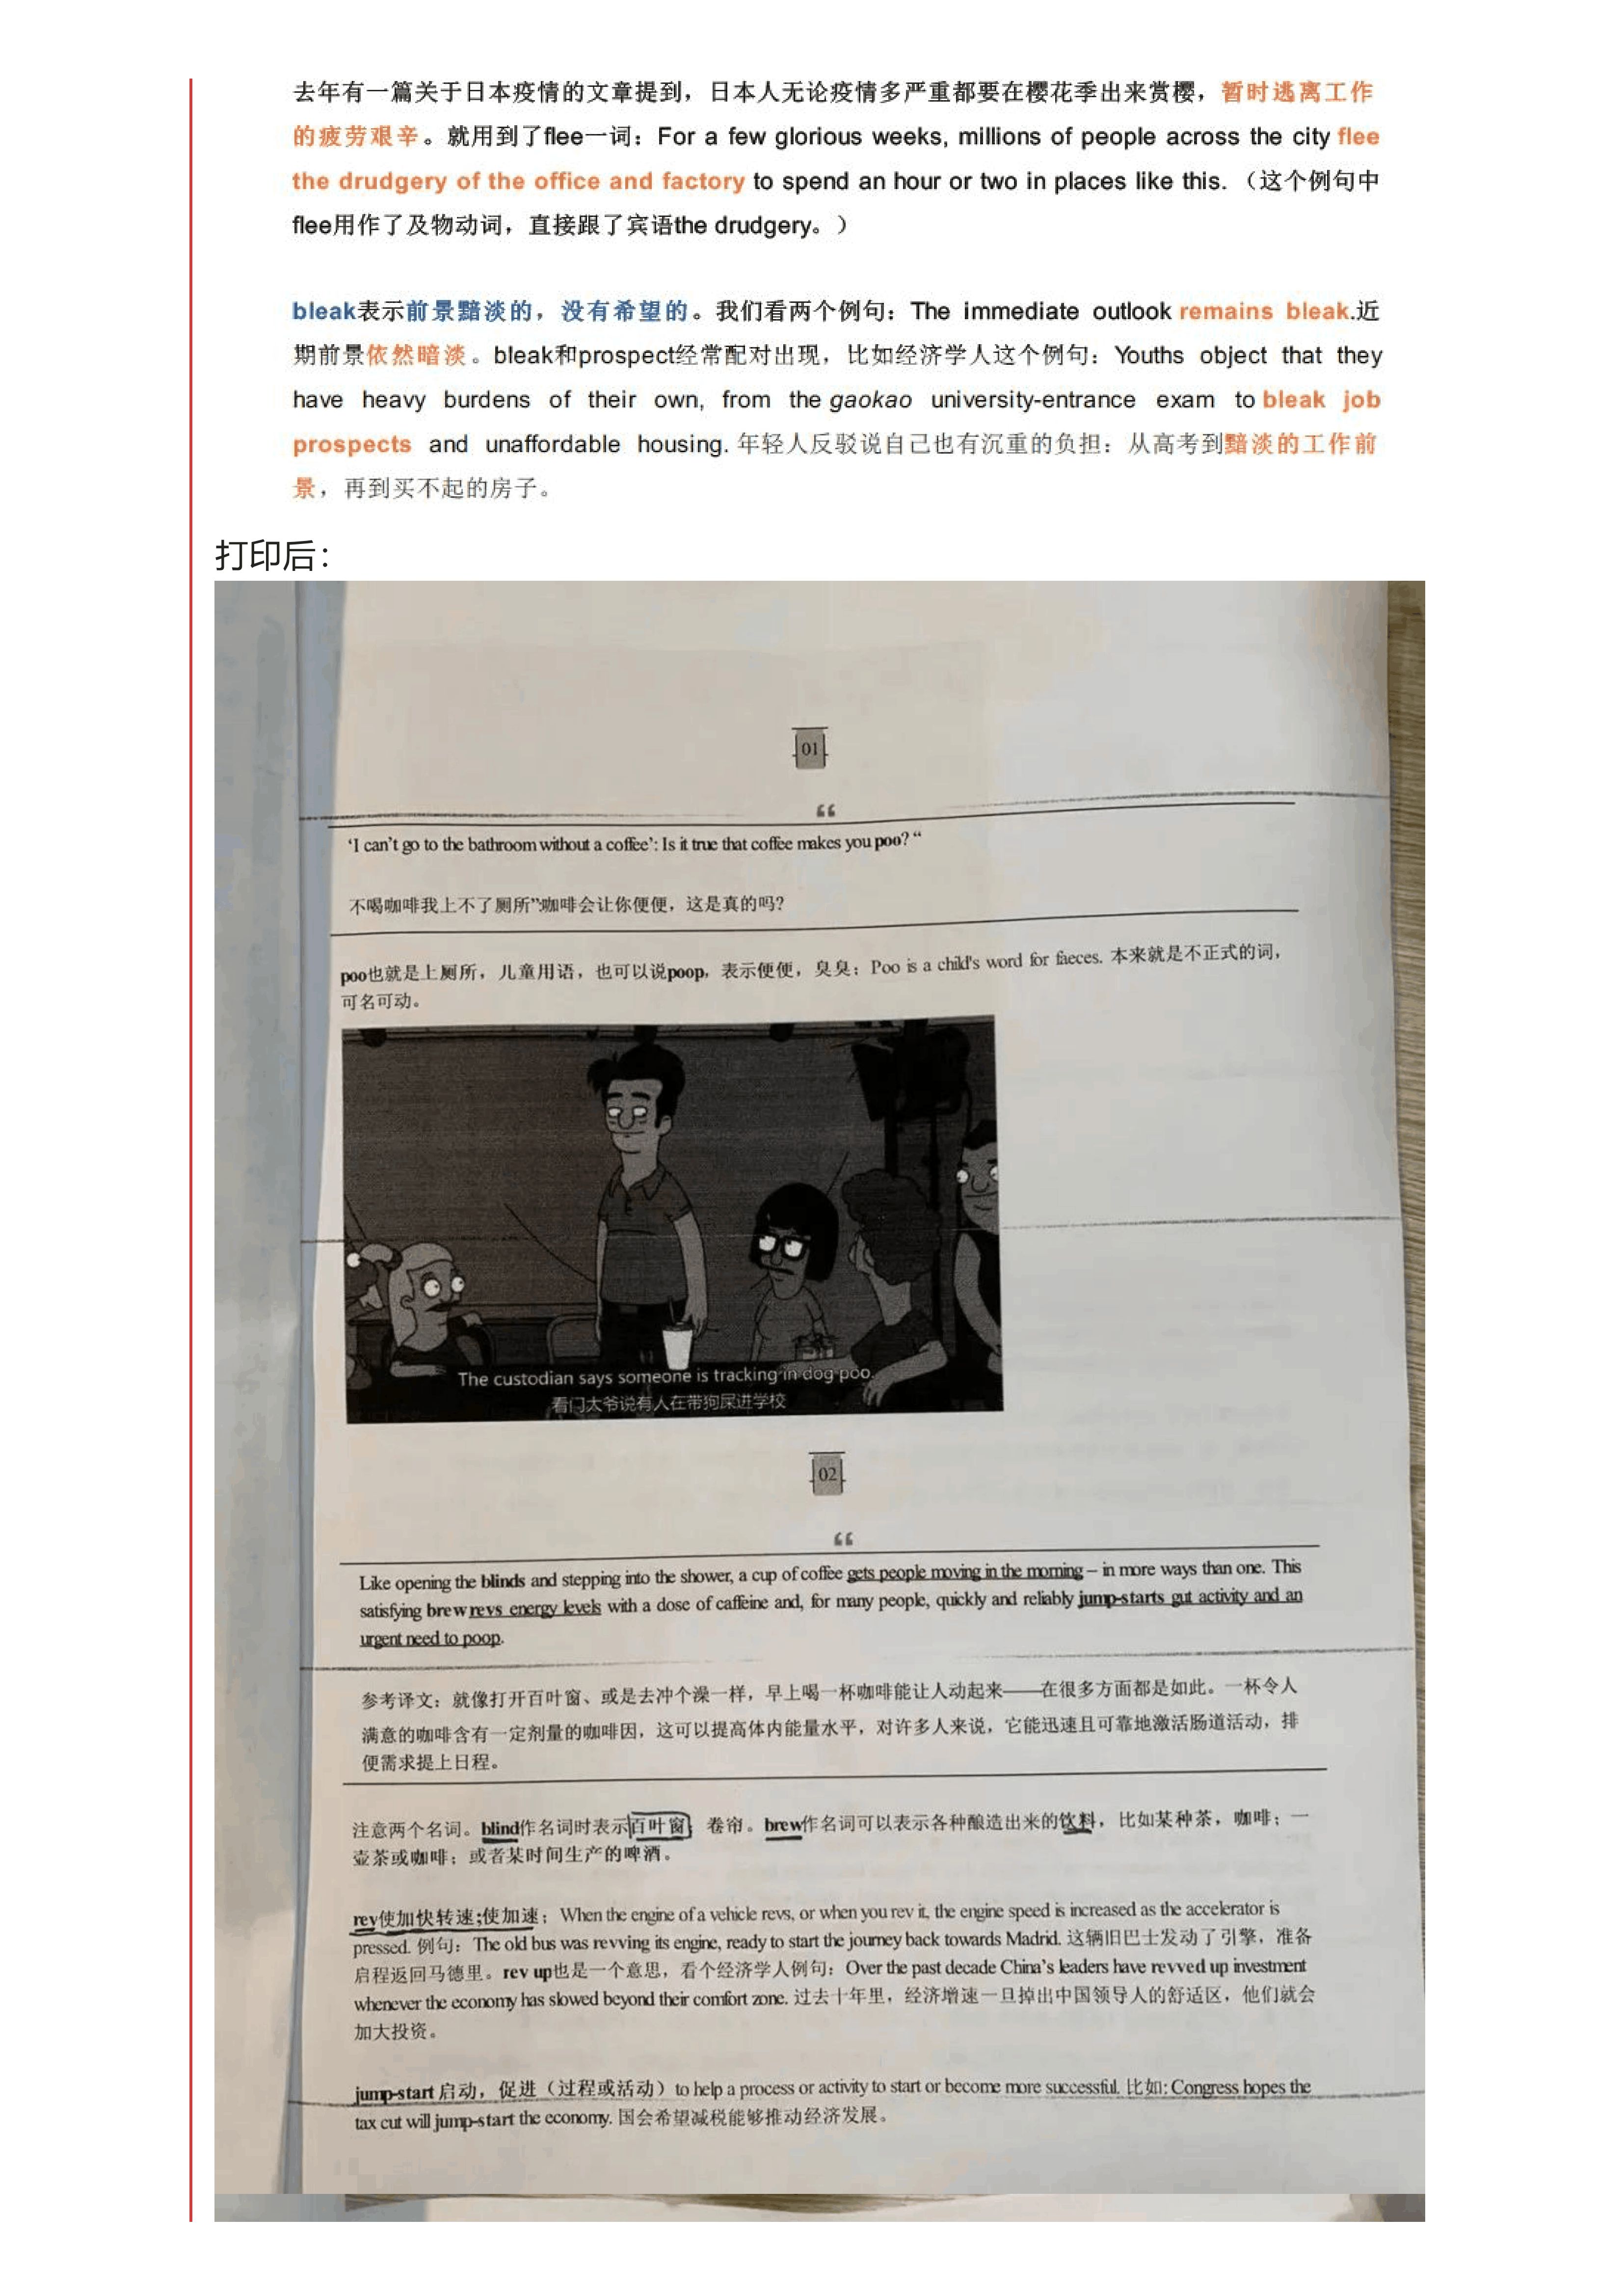 去年有一篇关于日本疫情的文章提到，日本人无论疫情多严重都要在樱花季出来赏樱，暂时逃离工作
的疲劳艰辛。就用到了flee一词：For a few glorious weeks, millions of people across the city flee
the drudgery of the office and factory to spend an hour or two in places like this.（这个例句中
flee用作了及物动词，直接跟了宾语the drudgery。）
bleak表示前景黯淡的，没有希望的。我们看两个例句：The immediate outlook remains bleak.近
期前景依然暗淡。bleak和prospect经常配对出现，比如经济学人这个例句：Youths object that they
have heavy burdens of their own, from the gaokao university-entrance exam to bleak job
prospects and unaffordable housing. 年轻人反驳说自己也有沉重的负担：从高考到黯淡的工作前
景，再到买不起的房子。
打印后：
01
“
‘I can’t go to the bathroom without a coffee’: Is it true that coffee makes you poo? “
不喝咖啡我上不了厕所”:咖啡会让你便便，这是真的吗?
poo也就是上厕所，儿童用语，也可以说poop，表示便便，臭臭；Poo is a child's word for faeces. 本来就是不正式的词，
可名可动。
The custodian says someone is tracking in dog poo.
看门大爷说有人在带狗屎进学校
02
“
Like opening the blinds and stepping into the shower, a cup of coffee gets people moving in the morning – in more ways than one. This
satisfying brew revs energy levels with a dose of caffeine and, for many people, quickly and reliably jump-starts gut activity and an
urgent need to poop.
参考译文：就像打开百叶窗、或是去冲个澡一样，早上喝一杯咖啡能让人动起来——在很多方面都是如此。一杯令人
满意的咖啡含有一定剂量的咖啡因，这可以提高体内能量水平，对许多人来说，它能迅速且可靠地激活肠道活动，排
便需求提上日程。
注意两个名词。blind作名词时表示百叶窗，卷帘。brew作名词可以表示各种酿造出来的饮料，比如某种茶，咖啡；一
壶茶或咖啡；或者某时间生产的啤酒。
rev使加快转速;使加速；When the engine of a vehicle revs, or when you rev it, the engine speed is increased as the accelerator is
pressed. 例句：The old bus was revving its engine, ready to start the journey back towards Madrid. 这辆旧巴士发动了引擎，准备
启程返回马德里。rev up也是一个意思，看个经济学人例句：Over the past decade China’s leaders have revved up investment
whenever the economy has slowed beyond their comfort zone. 过去十年里，经济增速一旦掉出中国领导人的舒适区，他们就会
加大投资。
jump-start 启动，促进（过程或活动）to help a process or activity to start or become more successful. 比如: Congress hopes the
tax cut will jump-start the economy. 国会希望减税能够推动经济发展。